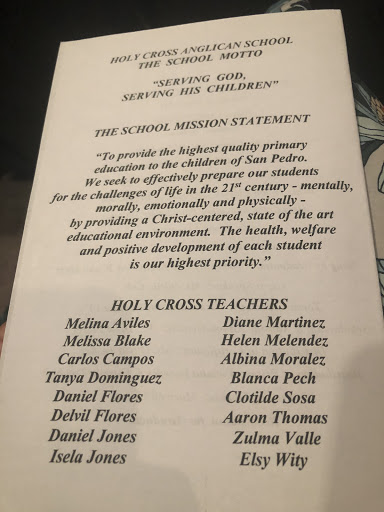 HOLY CROSS ANGLICAN SCHOOL
THE SCHOOL MOTTO
"SERVING GOD,
SERVING HIS CHILDREN"
THE SCHOOL MISSION STATEMENT
"To provide the highest quality primary
education to the children of San Pedro.
We seek to effectively prepare our students
for the challenges of life in the 21st century - mentally,
morally, emotionally and physically -
by providing a Christ-centered, state of the art
educational environment. The health, welfare
and positive development of each student
is our highest priority."
HOLY CROSS TEACHERS
Melina Aviles Diane Martinez
Melissa Blake Helen Melendez
Carlos Campos Albina Moralez
Tanya Dominguez Blanca Pech
Daniel Flores Clotilde Sosa
Delvil Flores Aaron Thomas
Daniel Jones Zulma Valle
Isela Jones Elsy Wity